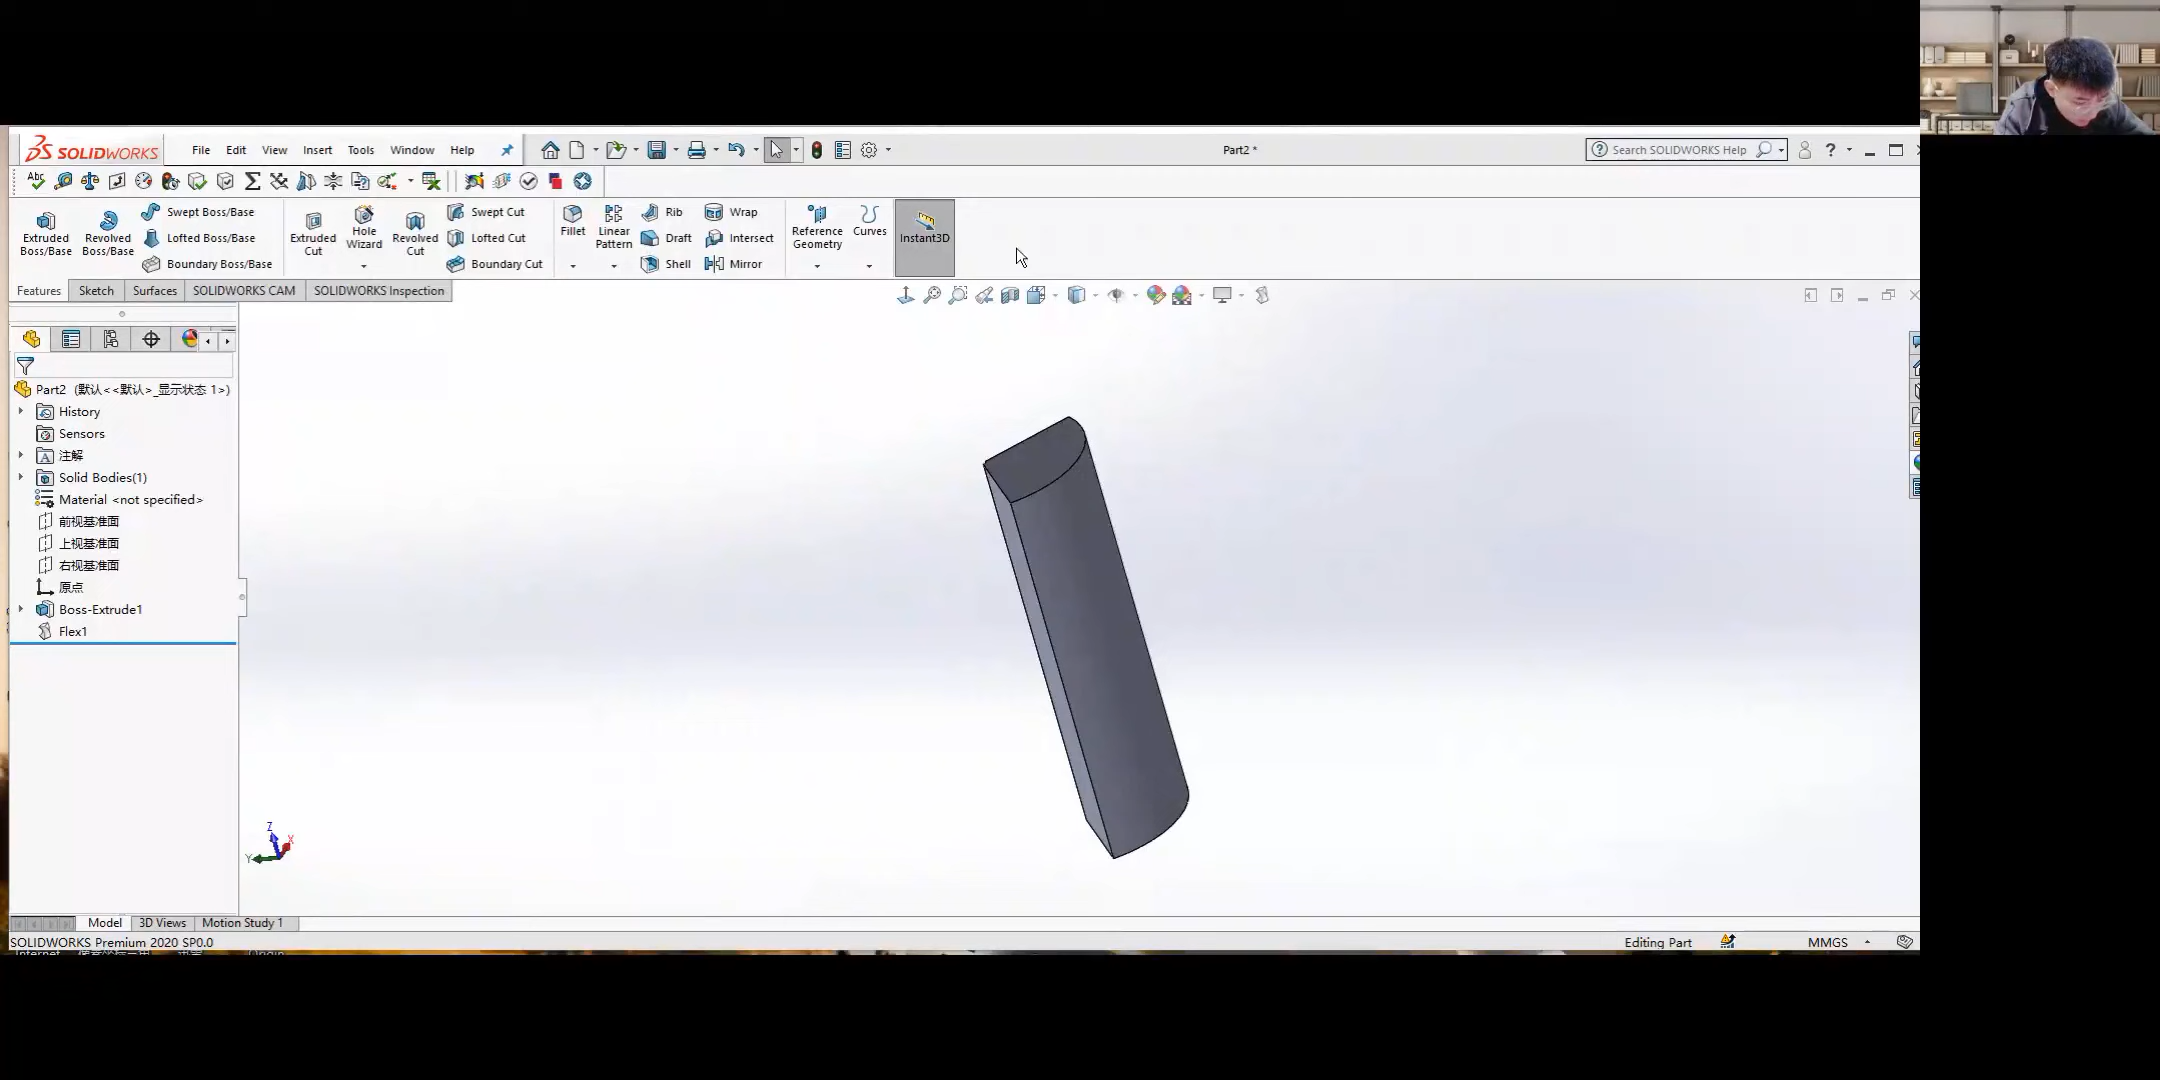 SOLIDWORKS File Edit View Insert Tools Window Help Part2 * Search SOLIDWORKS Help
Extruded Boss/Base
Revolved Boss/Base
Swept Boss/Base
Lofted Boss/Base
Boundary Boss/Base
Extruded Cut
Hole Wizard
Revolved Cut
Swept Cut
Lofted Cut
Boundary Cut
Fillet
Linear Pattern
Rib
Draft
Shell
Wrap
Intersect
Mirror
Reference Geometry
Curves
Instant3D
Features Sketch Surfaces SOLIDWORKS CAM SOLIDWORKS Inspection
Part2 (默认<<默认>_显示状态 1>)
History
Sensors
注解
Solid Bodies(1)
Material <not specified>
前视基准面
上视基准面
右视基准面
原点
Boss-Extrude1
Flex1
Z
X
Y
Model 3D Views Motion Study 1
SOLIDWORKS Premium 2020 SP0.0 Editing Part MMGS